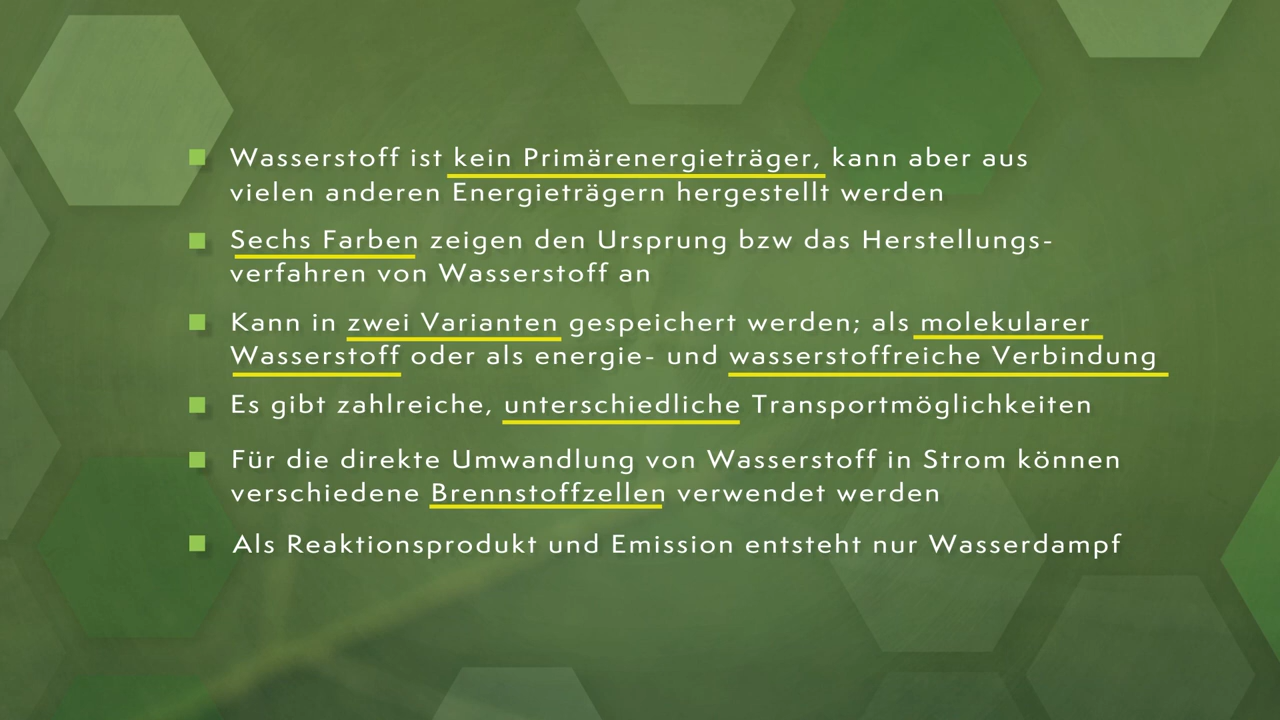 Wasserstoff ist kein Primärenergieträger, kann aber aus
vielen anderen Energieträgern hergestellt werden
Sechs Farben zeigen den Ursprung bzw das Herstellungs-
verfahren von Wasserstoff an
Kann in zwei Varianten gespeichert werden; als molekularer
Wasserstoff oder als energie- und wasserstoffreiche Verbindung
Es gibt zahlreiche, unterschiedliche Transportmöglichkeiten
Für die direkte Umwandlung von Wasserstoff in Strom können
verschiedene Brennstoffzellen verwendet werden
Als Reaktionsprodukt und Emission entsteht nur Wasserdampf